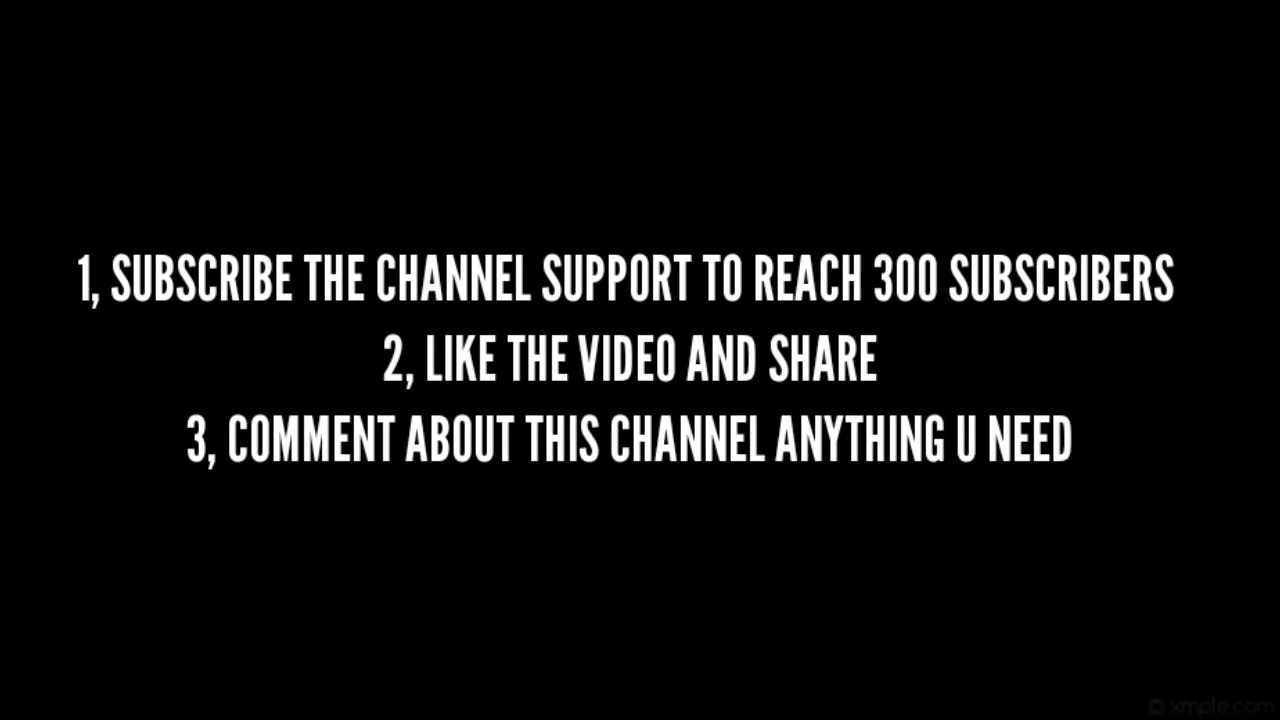 1, SUBSCRIBE THE CHANNEL SUPPORT TO REACH 300 SUBSCRIBERS
2, LIKE THE VIDEO AND SHARE
3, COMMENT ABOUT THIS CHANNEL ANYTHING U NEED
© xmple.com